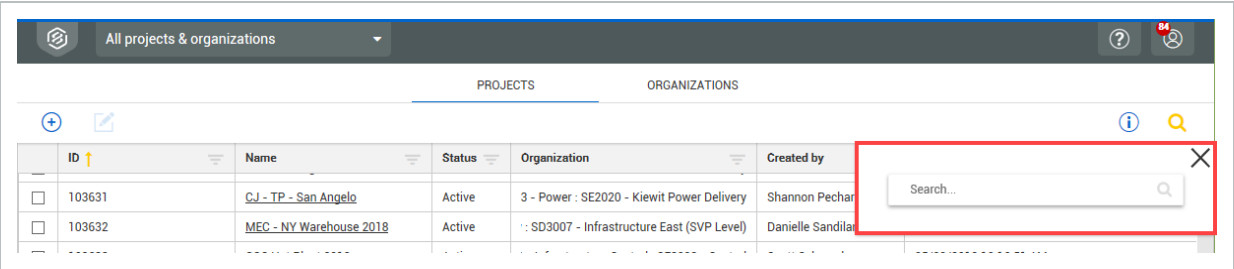 All projects & organizations
84
PROJECTS
ORGANIZATIONS
ID Name Status Organization Created by
Search...
103631 CJ - TP - San Angelo Active 3 - Power : SE2020 - Kiewit Power Delivery Shannon Pechar
103632 MEC - NY Warehouse 2018 Active : SD3007 - Infrastructure East (SVP Level) Danielle Sandilar